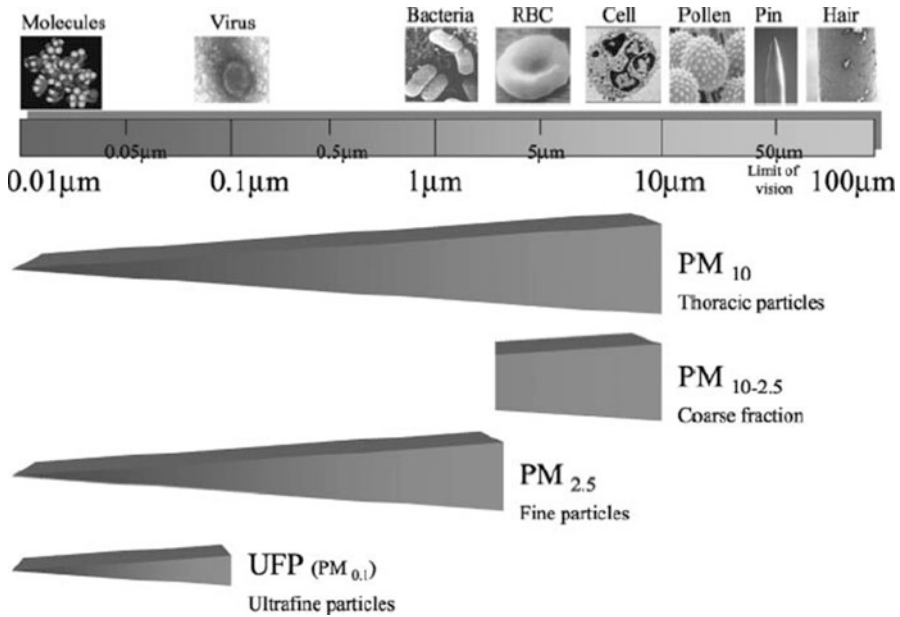 Molecules Virus Bacteria RBC Cell Pollen Pin Hair
0.05µm 0.5µm 5µm 50µm
0.01µm 0.1µm 1µm 10µm Limit of vision 100µm
PM 10
Thoracic particles
PM 10-2.5
Coarse fraction
PM 2.5
Fine particles
UFP (PM 0.1)
Ultrafine particles